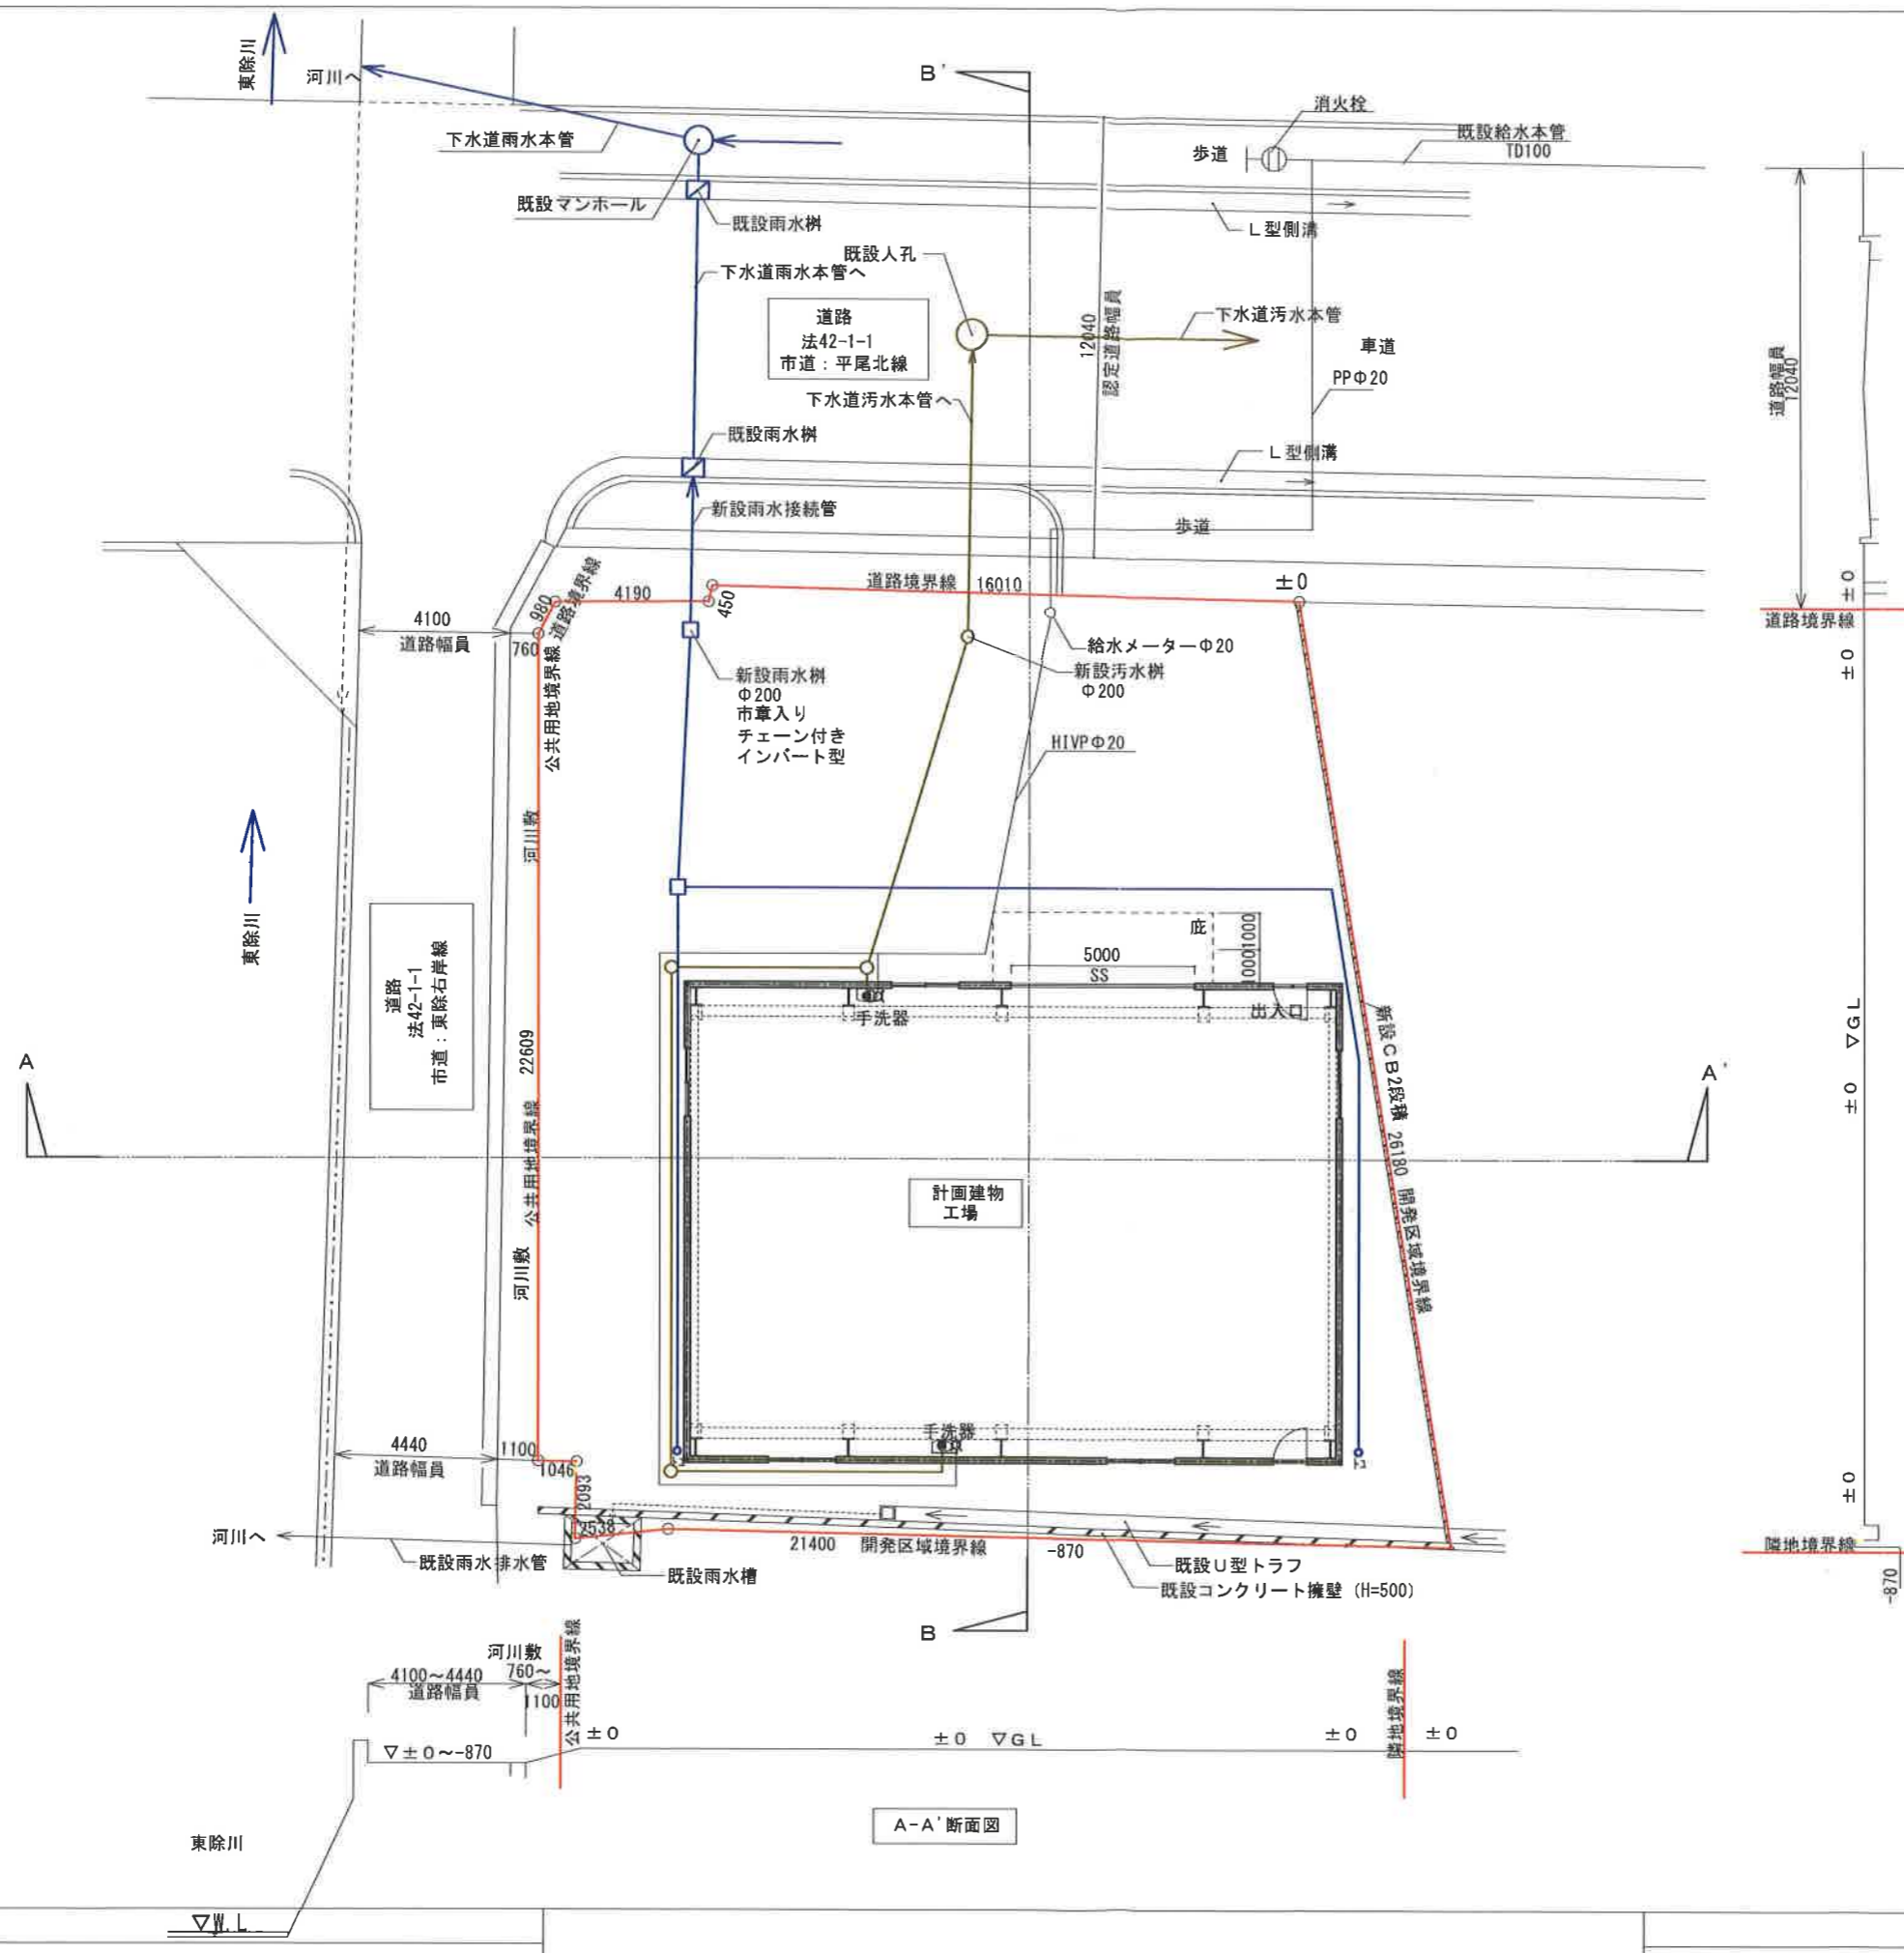 東除川
河川へ
B'
消火栓
既設給水本管
TD100
下水道雨水本管
歩道
既設マンホール
既設雨水桝
L型側溝
既設人孔
下水道雨水本管へ
道路
法42-1-1
市道：平尾北線
12040
認定道路幅員
下水道汚水本管
車道
PPΦ20
道路幅員
12040
下水道汚水本管へ
既設雨水桝
L型側溝
新設雨水接続管
歩道
道路境界線
980
4190
450
道路境界線 16010
±0
±0
道路境界線
±0
4100
道路幅員
760
公共用地境界線
給水メーターΦ20
新設雨水桝
Φ200
市章入り
チェーン付き
インバート型
新設汚水桝
Φ200
HIVPΦ20
河川敷
東除川
道路
法42-1-1
市道：東除右岸線
庇
5000
SS
1000
1000
手洗器
出入口
22609
新設CB2段積 26180 開発区域境界線
±0 ▽GL
A
A'
公共用地境界線
計画建物
工場
河川敷
手洗器
4440
道路幅員
1100
1046
2093
±0
河川へ
2538
21400 開発区域境界線
-870
隣地境界線
-870
既設雨水排水管
既設雨水槽
既設U型トラフ
既設コンクリート擁壁 (H=500)
B
河川敷
4100～4440
道路幅員
760～
1100
公共用地境界線
±0
±0 ▽GL
±0
隣地境界線
±0
▽±0～-870
A-A'断面図
東除川
▽W.L